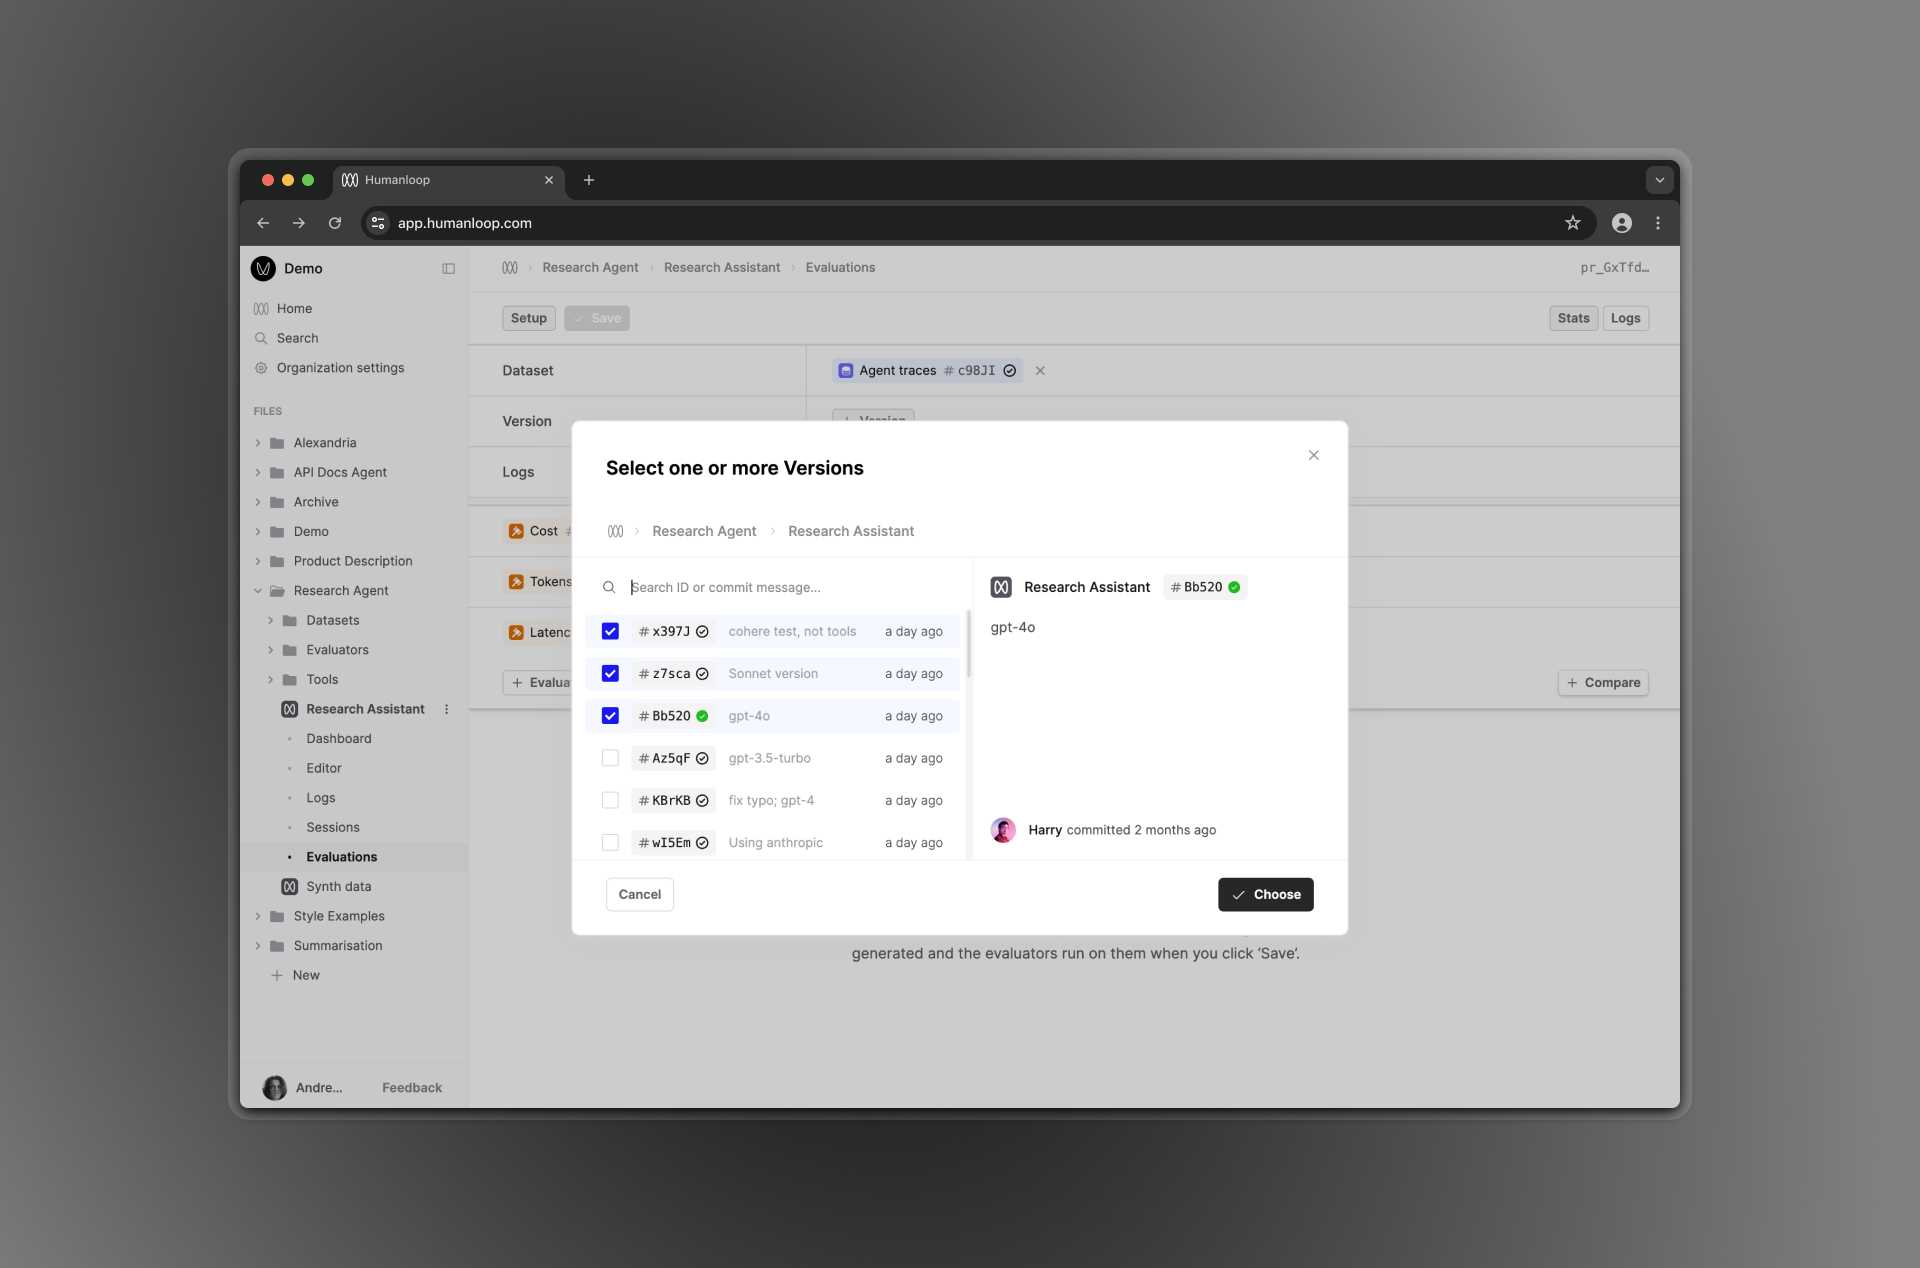 Humanloop
app.humanloop.com
Demo
Home
Search
Organization settings
FILES
Alexandria
API Docs Agent
Archive
Demo
Product Description
Research Agent
Datasets
Evaluators
Tools
Research Assistant
Dashboard
Editor
Logs
Sessions
Evaluations
Synth data
Style Examples
Summarisation
New
Andre...
Feedback
Research Agent > Research Assistant > Evaluations
pr_GxTfd…
Setup
Save
Stats
Logs
Dataset
Agent traces # c98JI
Version
+ Version
Logs
Cost #
Tokens
Latenc
+ Evalua
+ Compare
Select one or more Versions
Research Agent > Research Assistant
Search ID or commit message...
# x397J cohere test, not tools a day ago
# z7sca Sonnet version a day ago
# Bb52O gpt-4o a day ago
# Az5qF gpt-3.5-turbo a day ago
# KBrKB fix typo; gpt-4 a day ago
# wI5Em Using anthropic a day ago
Research Assistant # Bb52O
gpt-4o
Harry committed 2 months ago
Cancel
Choose
generated and the evaluators run on them when you click ‘Save’.